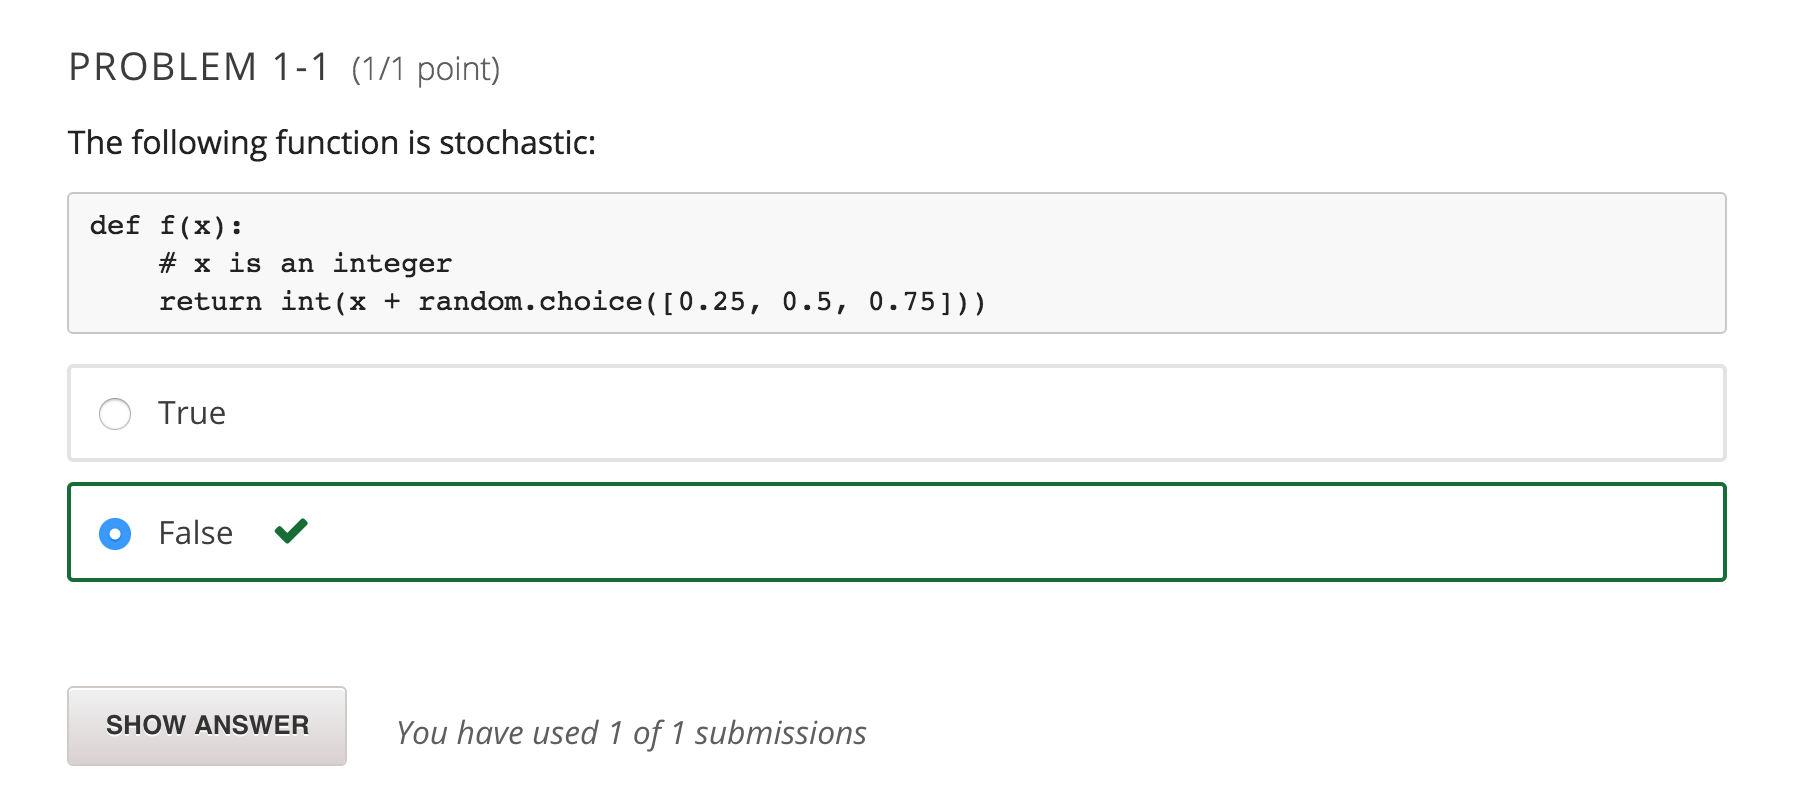 PROBLEM 1-1 (1/1 point)
The following function is stochastic:
def f(x):
    # x is an integer
    return int(x + random.choice([0.25, 0.5, 0.75]))
True
False
SHOW ANSWER
You have used 1 of 1 submissions